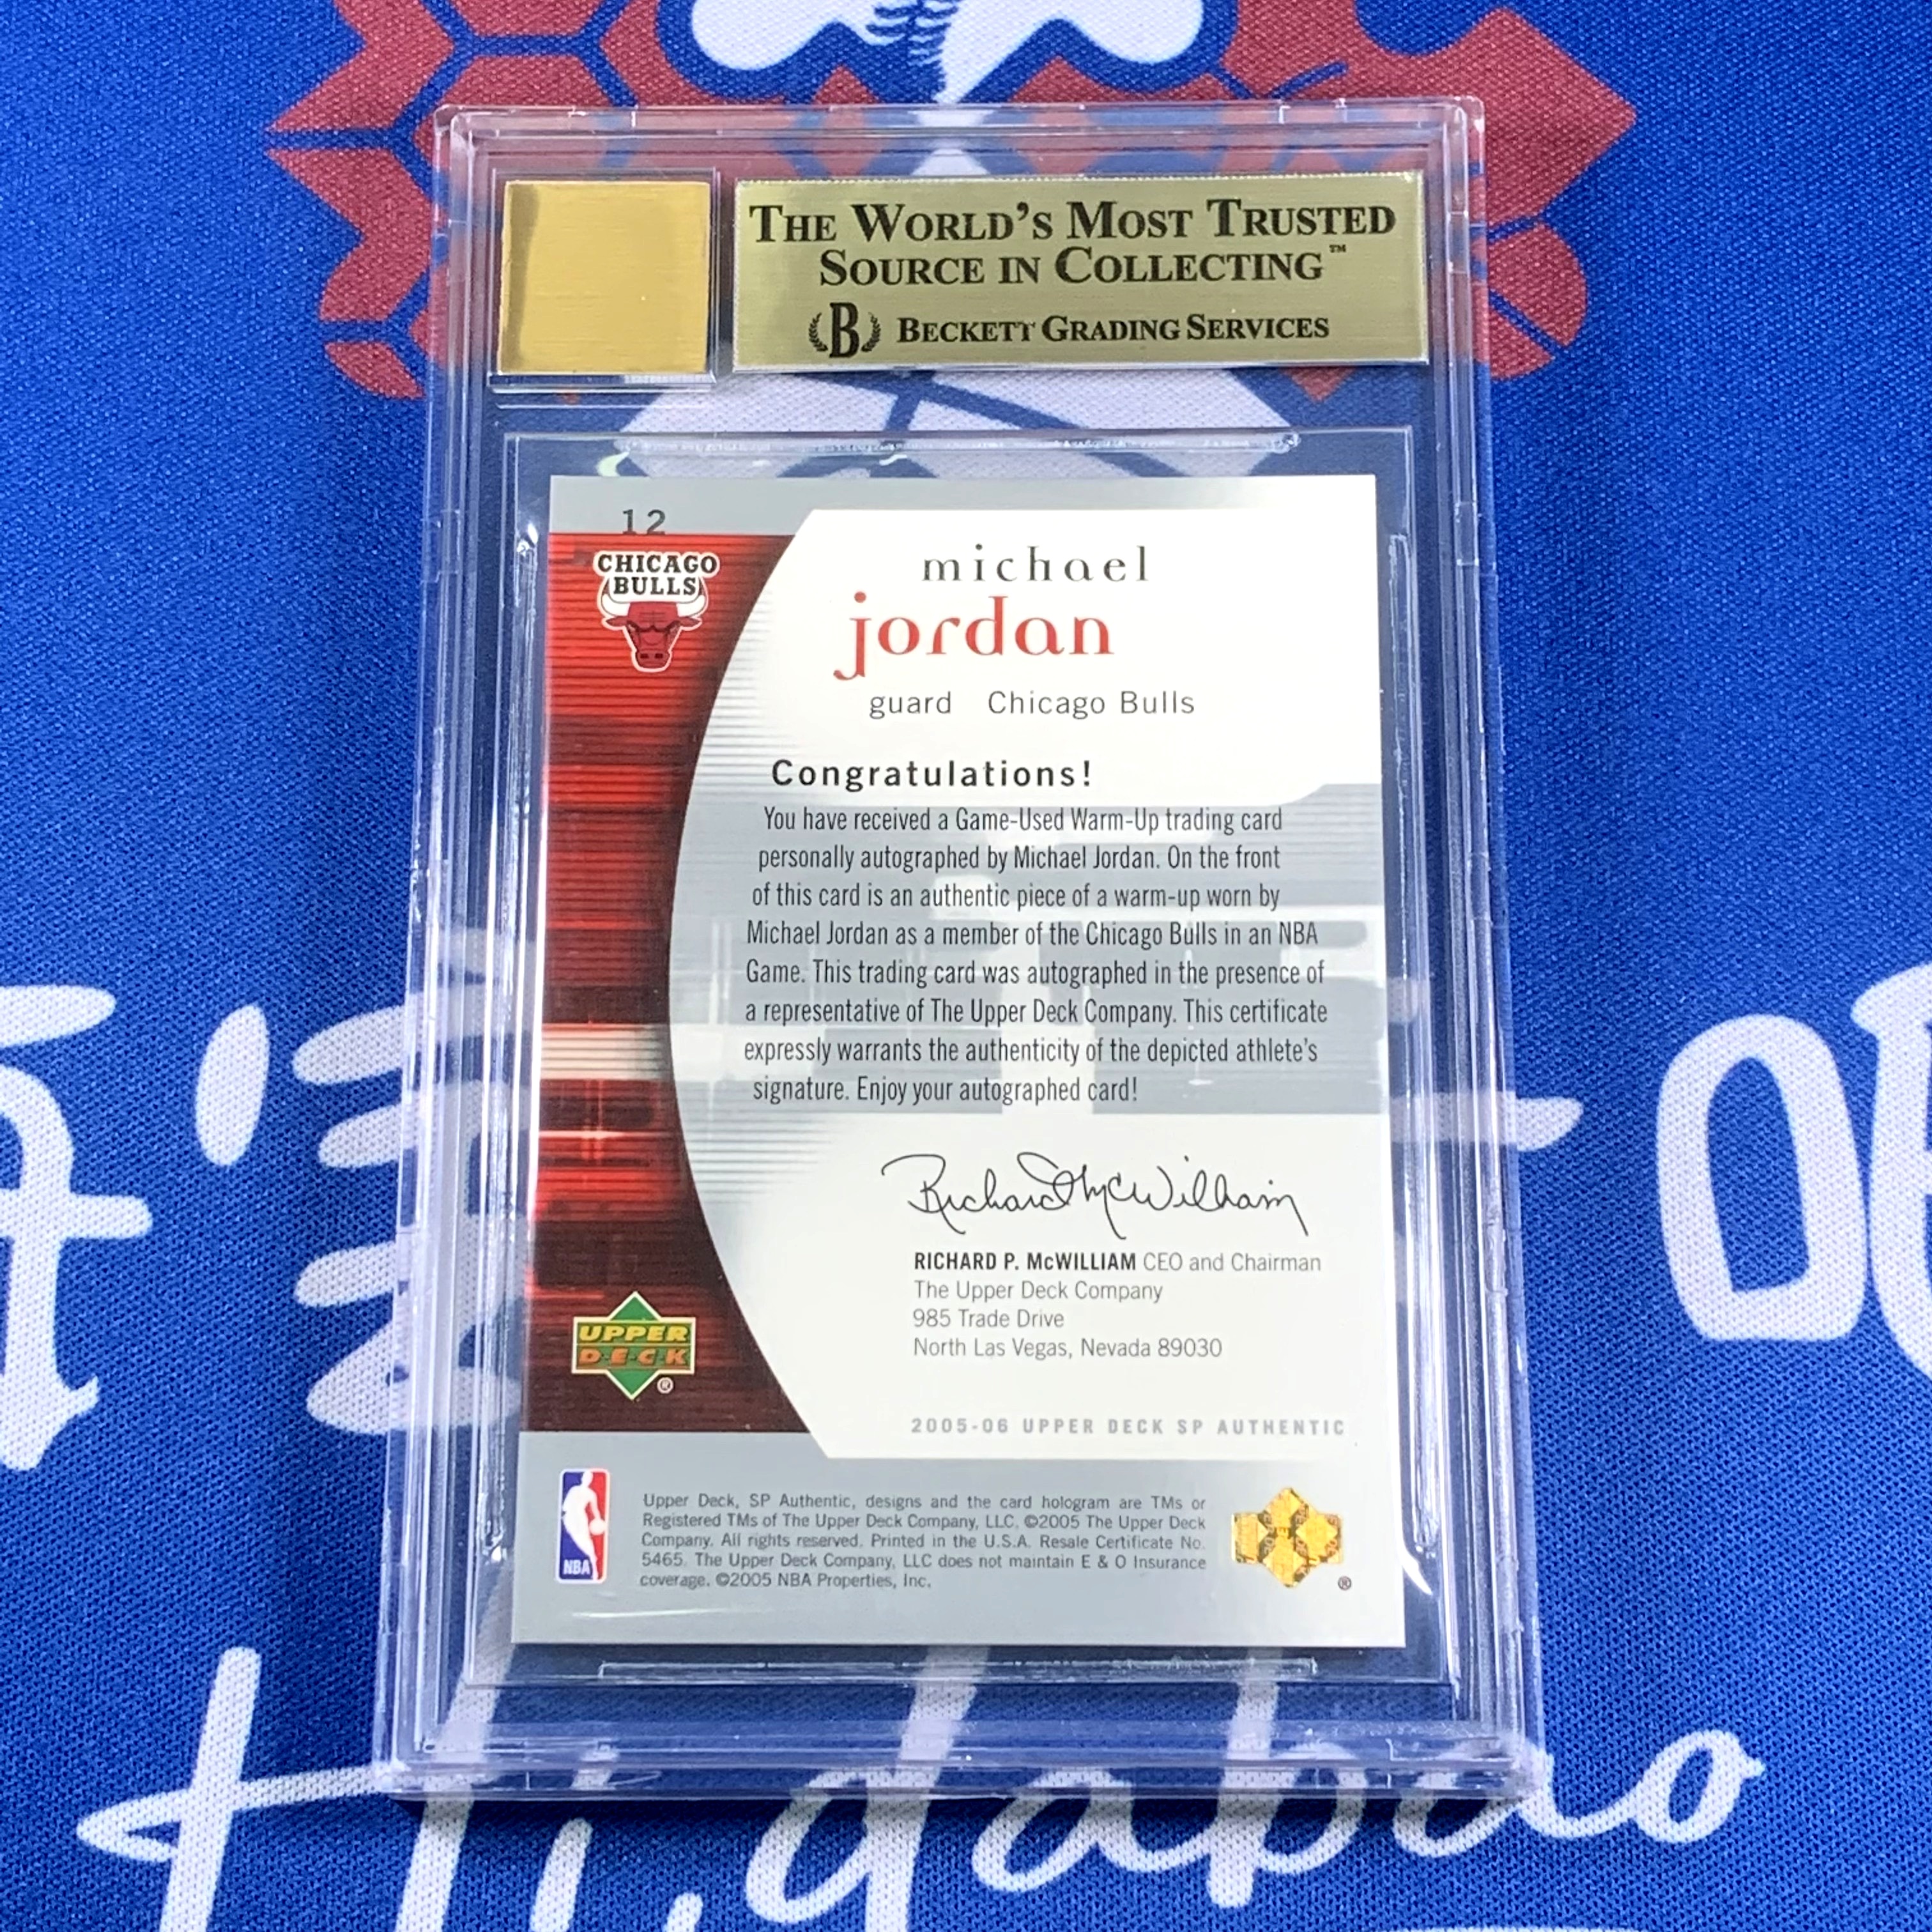 THE WORLD'S MOST TRUSTED
SOURCE IN COLLECTING™
B BECKETT GRADING SERVICES
12
CHICAGO
BULLS
michael
jordan
guard Chicago Bulls
Congratulations!
You have received a Game-Used Warm-Up trading card
personally autographed by Michael Jordan. On the front
of this card is an authentic piece of a warm-up worn by
Michael Jordan as a member of the Chicago Bulls in an NBA
Game. This trading card was autographed in the presence of
a representative of The Upper Deck Company. This certificate
expressly warrants the authenticity of the depicted athlete's
signature. Enjoy your autographed card!
Richard McWilliam
RICHARD P. McWILLIAM CEO and Chairman
The Upper Deck Company
985 Trade Drive
North Las Vegas, Nevada 89030
UPPER
DECK
®
2005-06 UPPER DECK SP AUTHENTIC
NBA
Upper Deck, SP Authentic, designs and the card hologram are TMs or
Registered TMs of The Upper Deck Company, LLC. ©2005 The Upper Deck
Company. All rights reserved. Printed in the U.S.A. Resale Certificate No.
5465. The Upper Deck Company, LLC does not maintain E & O Insurance
coverage. ©2005 NBA Properties, Inc.
®
Hi,dabao